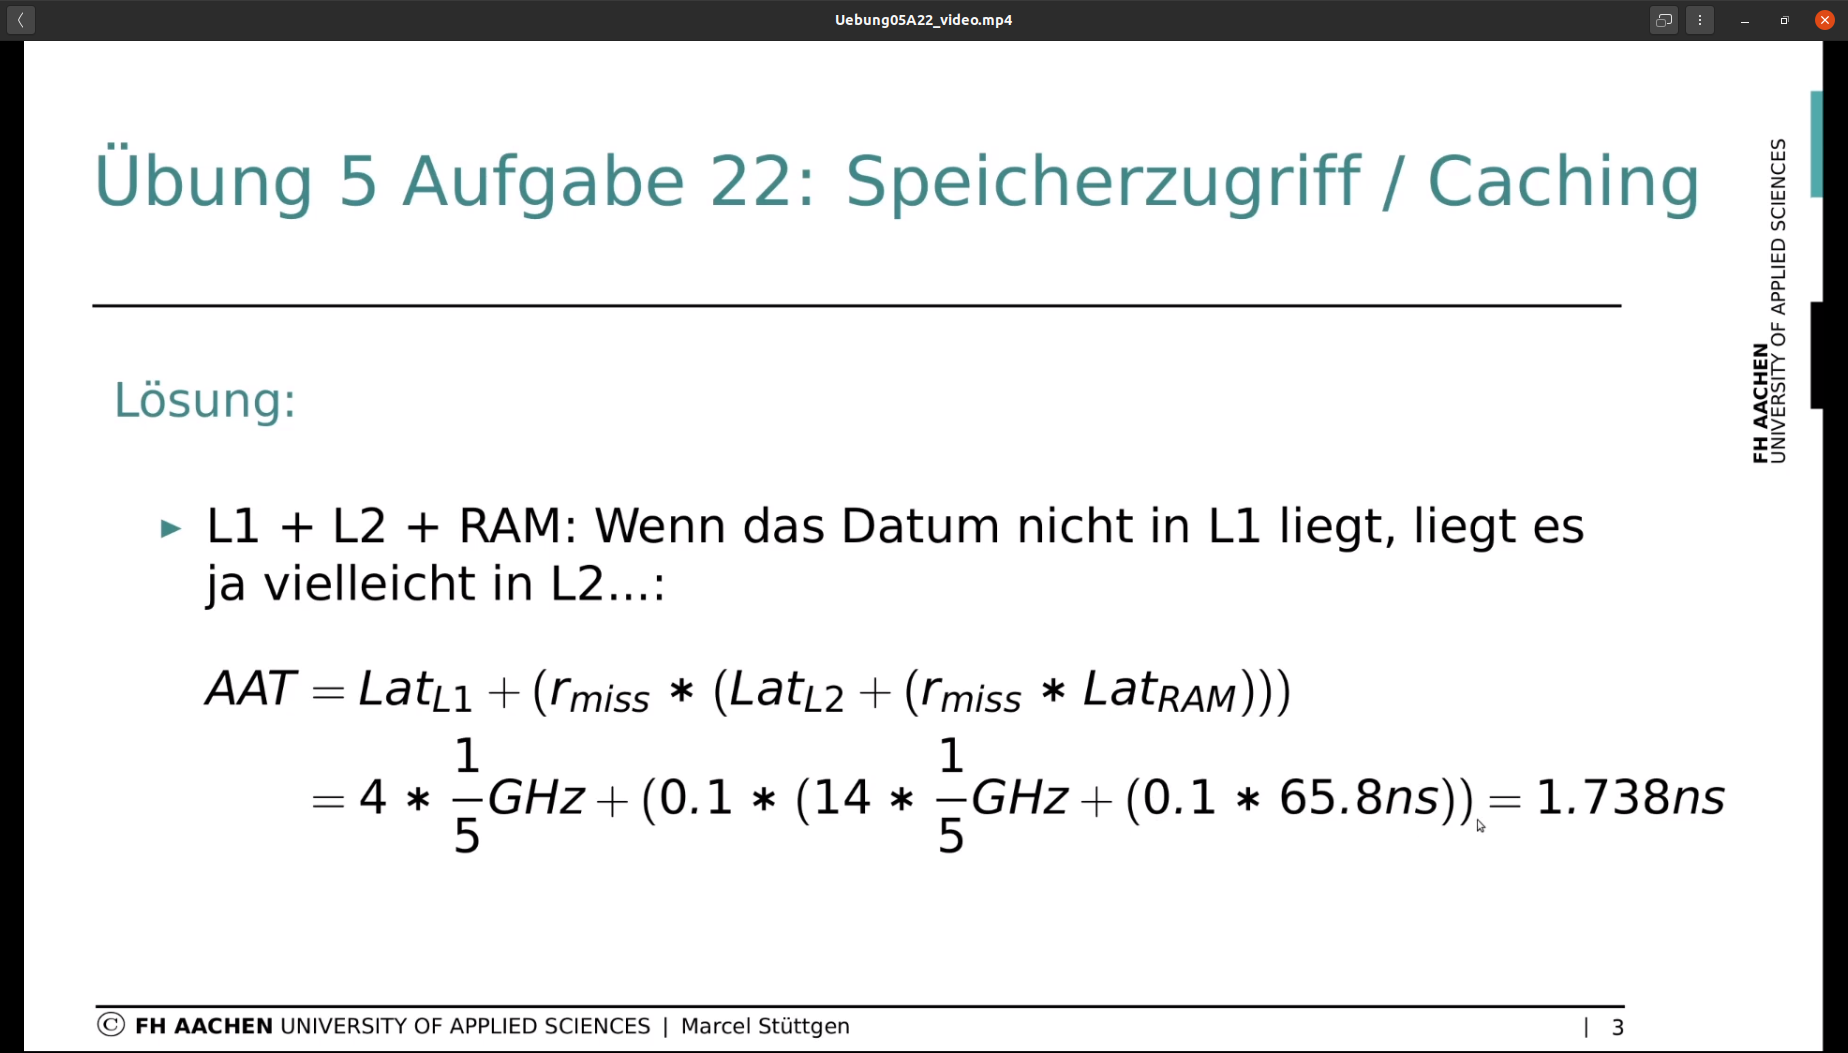 Uebung05A22_video.mp4
Übung 5 Aufgabe 22: Speicherzugriff / Caching
FH AACHEN
UNIVERSITY OF APPLIED SCIENCES
Lösung:
▶ L1 + L2 + RAM: Wenn das Datum nicht in L1 liegt, liegt es
ja vielleicht in L2...:
AAT = Lat_{L1} + (r_{miss} ∗ (Lat_{L2} + (r_{miss} ∗ Lat_{RAM})))
= 4 ∗ \frac{1}{5}GHz + (0.1 ∗ (14 ∗ \frac{1}{5}GHz + (0.1 ∗ 65.8ns)) = 1.738ns
© FH AACHEN UNIVERSITY OF APPLIED SCIENCES | Marcel Stüttgen
| 3